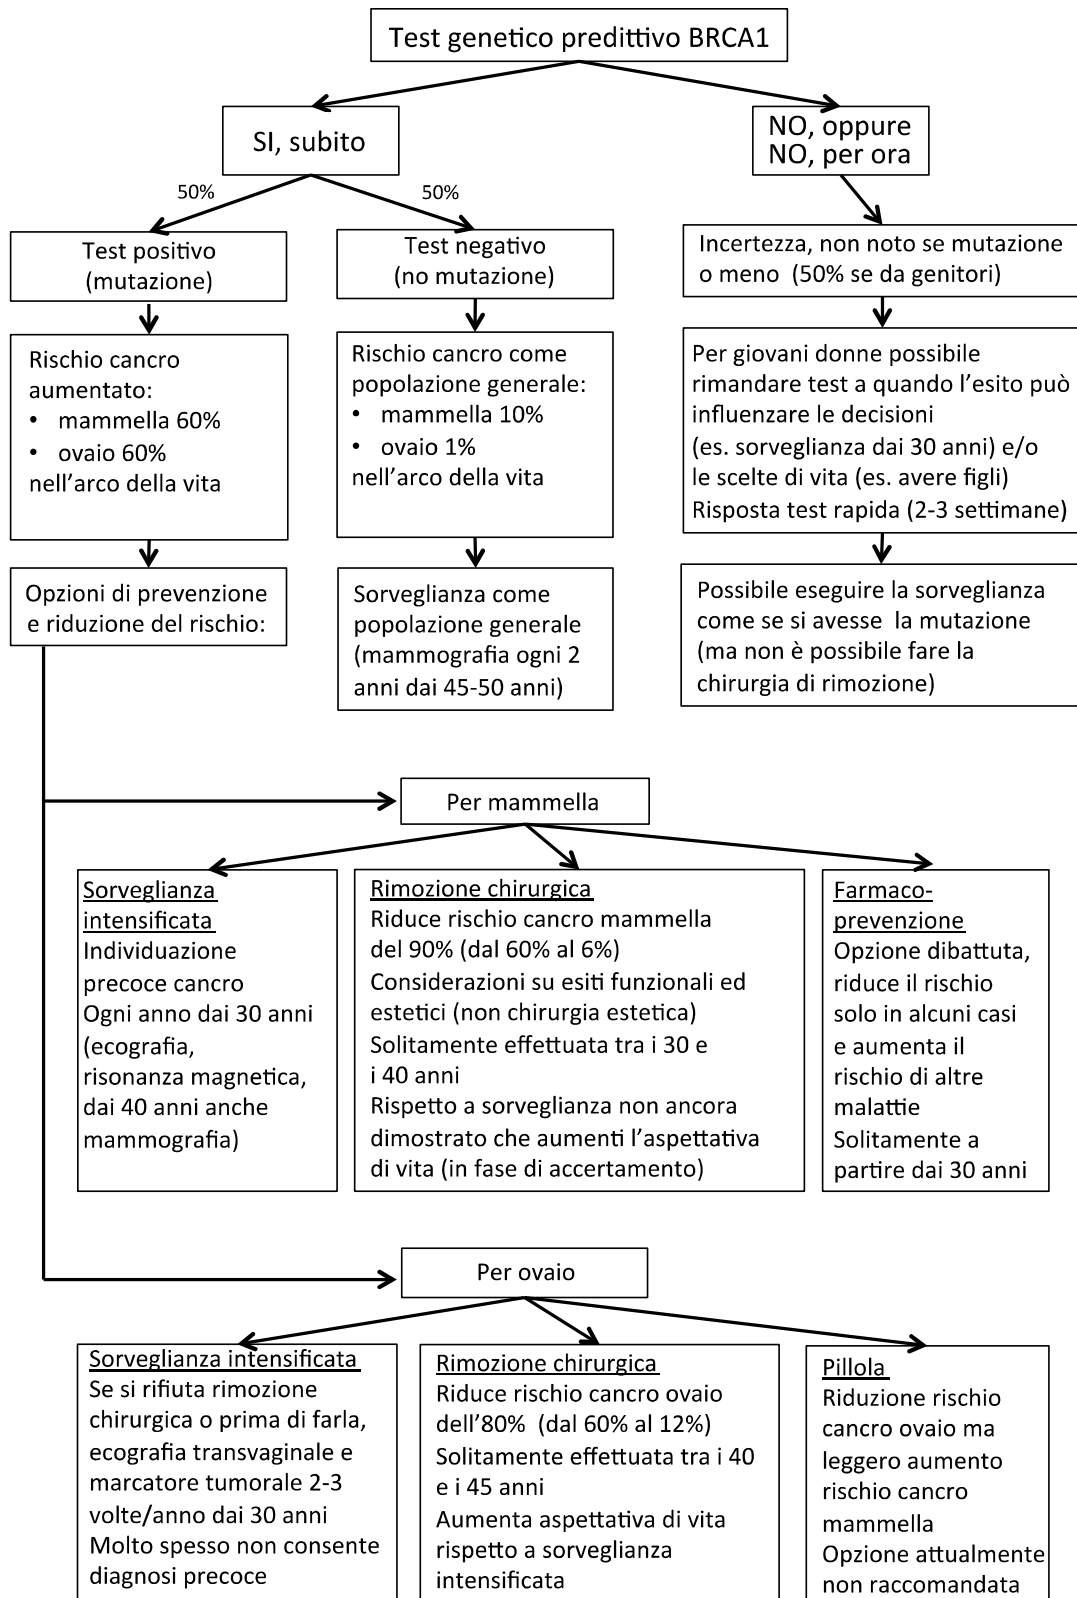 Test genetico predittivo BRCA1
SI, subito
NO, oppure
NO, per ora
50%
50%
Test positivo
(mutazione)
Test negativo
(no mutazione)
Incertezza, non noto se mutazione
o meno (50% se da genitori)
Rischio cancro
aumentato:
• mammella 60%
• ovaio 60%
nell'arco della vita
Rischio cancro come
popolazione generale:
• mammella 10%
• ovaio 1%
nell'arco della vita
Per giovani donne possibile
rimandare test a quando l'esito può
influenzare le decisioni
(es. sorveglianza dai 30 anni) e/o
le scelte di vita (es. avere figli)
Risposta test rapida (2-3 settimane)
Opzioni di prevenzione
e riduzione del rischio:
Sorveglianza come
popolazione generale
(mammografia ogni 2
anni dai 45-50 anni)
Possibile eseguire la sorveglianza
come se si avesse la mutazione
(ma non è possibile fare la
chirurgia di rimozione)
Per mammella
Sorveglianza
intensificata
Individuazione
precoce cancro
Ogni anno dai 30 anni
(ecografia,
risonanza magnetica,
dai 40 anni anche
mammografia)
Rimozione chirurgica
Riduce rischio cancro mammella
del 90% (dal 60% al 6%)
Considerazioni su esiti funzionali ed
estetici (non chirurgia estetica)
Solitamente effettuata tra i 30 e
i 40 anni
Rispetto a sorveglianza non ancora
dimostrato che aumenti l'aspettativa
di vita (in fase di accertamento)
Farmaco-
prevenzione
Opzione dibattuta,
riduce il rischio
solo in alcuni casi
e aumenta il
rischio di altre
malattie
Solitamente a
partire dai 30 anni
Per ovaio
Sorveglianza intensificata
Se si rifiuta rimozione
chirurgica o prima di farla,
ecografia transvaginale e
marcatore tumorale 2-3
volte/anno dai 30 anni
Molto spesso non consente
diagnosi precoce
Rimozione chirurgica
Riduce rischio cancro ovaio
dell'80% (dal 60% al 12%)
Solitamente effettuata tra i 40
e i 45 anni
Aumenta aspettativa di vita
rispetto a sorveglianza
intensificata
Pillola
Riduzione rischio
cancro ovaio ma
leggero aumento
rischio cancro
mammella
Opzione attualmente
non raccomandata